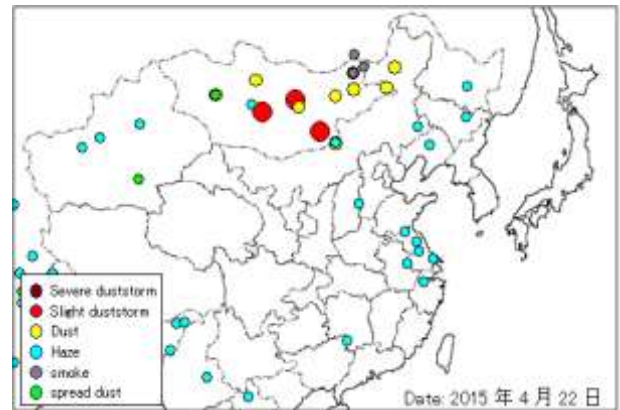 Severe duststorm
Slight duststorm
Dust
Haze
smoke
spread dust
Date: 2015 年 4 月 22 日